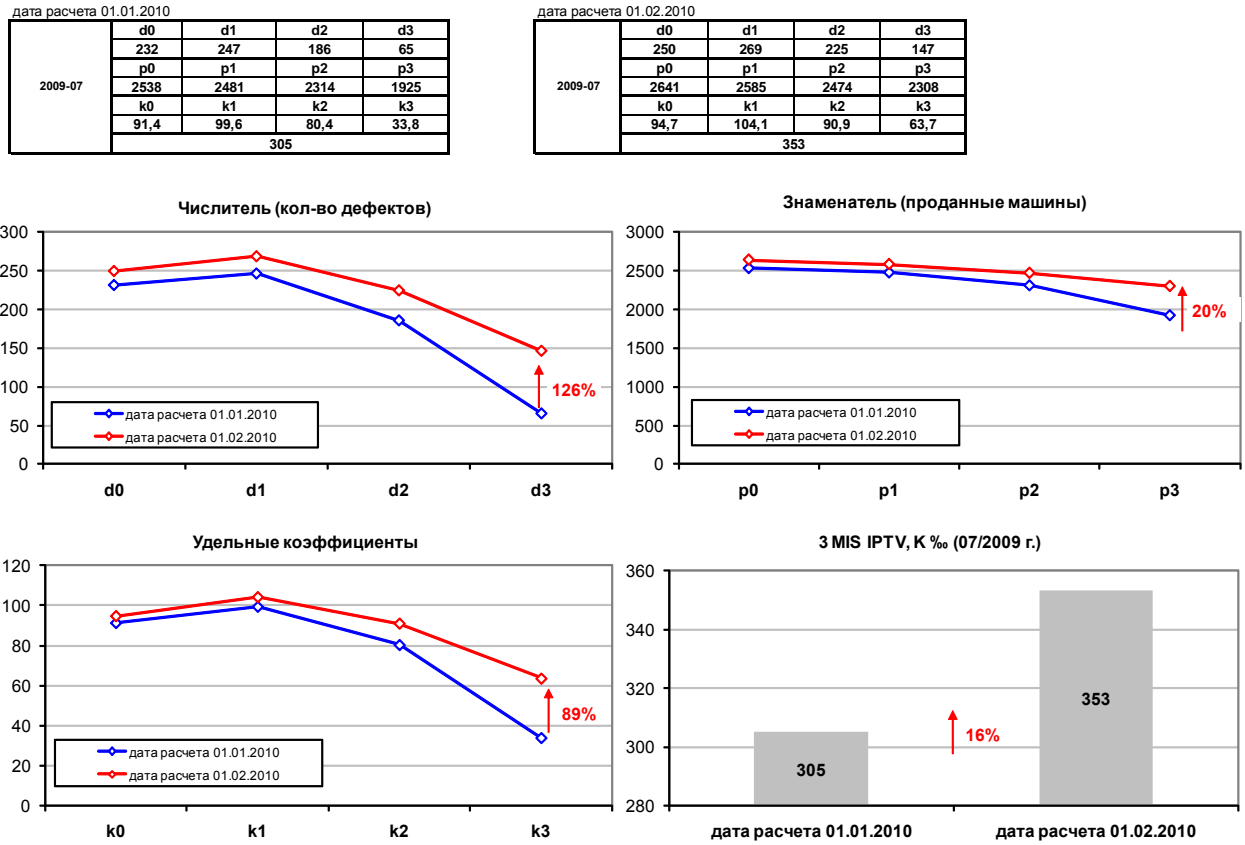 дата расчета 01.01.2010
d0 d1 d2 d3
232 247 186 65
p0 p1 p2 p3
2009-07 2538 2481 2314 1925
k0 k1 k2 k3
91,4 99,6 80,4 33,8
305
дата расчета 01.02.2010
d0 d1 d2 d3
250 269 225 147
p0 p1 p2 p3
2009-07 2641 2585 2474 2308
k0 k1 k2 k3
94,7 104,1 90,9 63,7
353
Числитель (кол-во дефектов)
300
250
200
150
100
50
0
126%
дата расчета 01.01.2010
дата расчета 01.02.2010
d0 d1 d2 d3
Знаменатель (проданные машины)
3000
2500
2000
1500
1000
500
0
20%
дата расчета 01.01.2010
дата расчета 01.02.2010
p0 p1 p2 p3
Удельные коэффициенты
120
100
80
60
40
20
0
89%
дата расчета 01.01.2010
дата расчета 01.02.2010
k0 k1 k2 k3
3 MIS IPTV, K ‰ (07/2009 г.)
360
340
320
300
280
353
16%
305
дата расчета 01.01.2010 дата расчета 01.02.2010